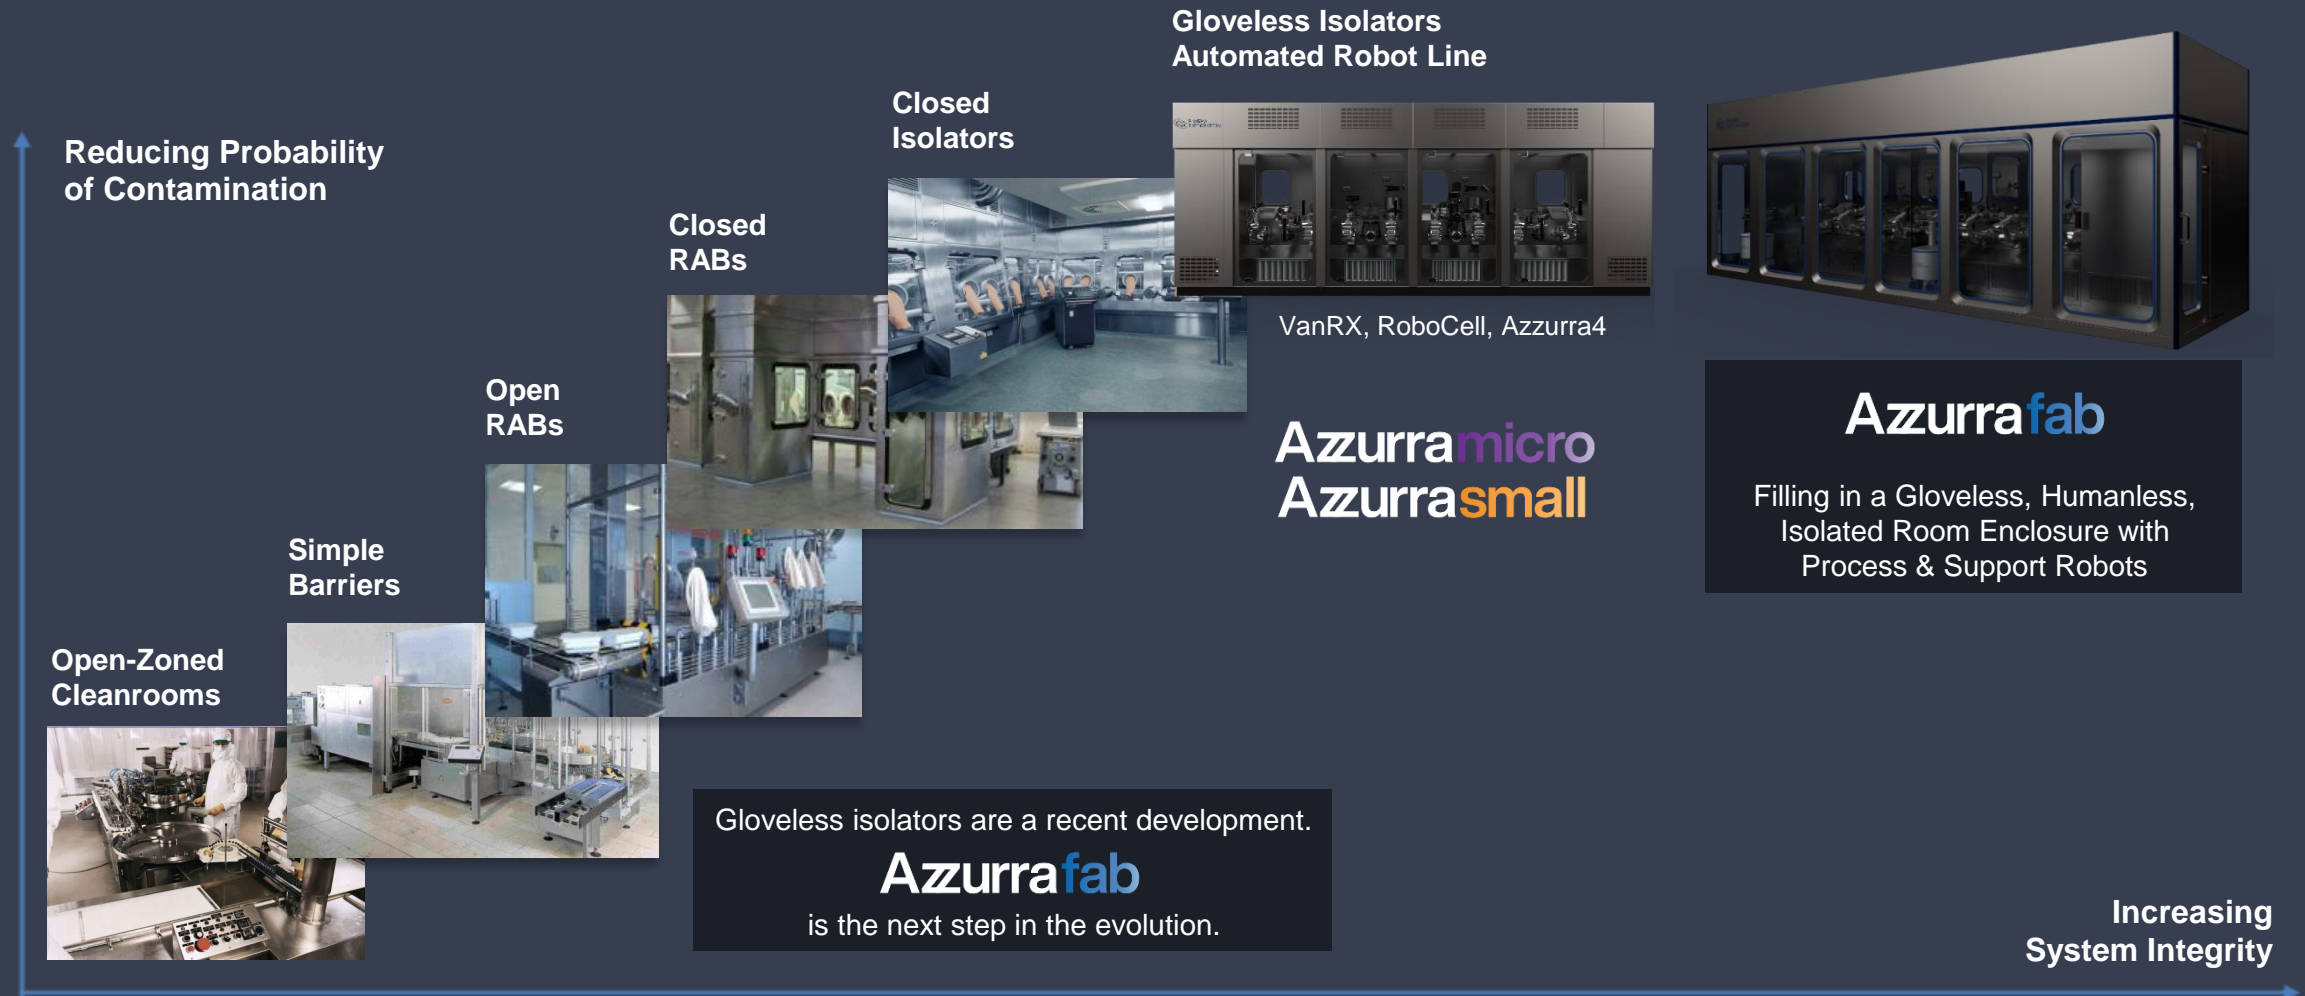 Gloveless Isolators
Automated Robot Line
Closed
Isolators
Reducing Probability
of Contamination
Closed
RABs
VanRX, RoboCell, Azzurra4
Open
RABs
Azzurrafab
Azzurramicro
Azzurrasmall
Filling in a Gloveless, Humanless,
Isolated Room Enclosure with
Process & Support Robots
Simple
Barriers
Open-Zoned
Cleanrooms
Gloveless isolators are a recent development.
Azzurrafab
is the next step in the evolution.
Increasing
System Integrity